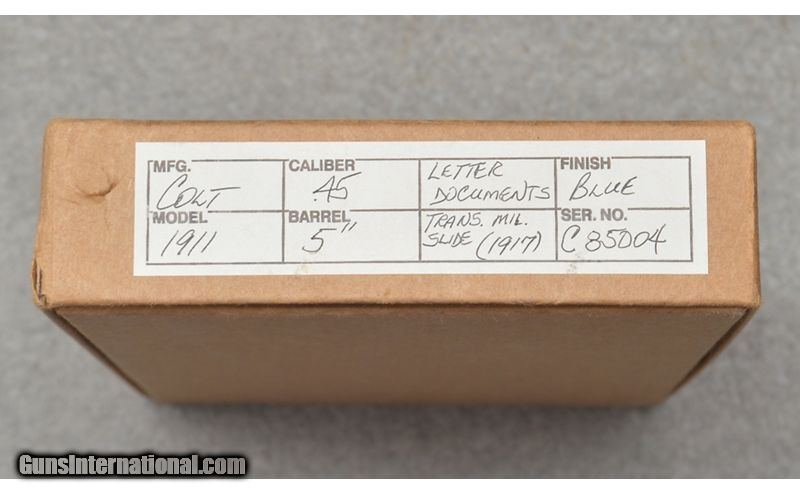 MFG. CALIBER LETTER FINISH
COLT .45 DOCUMENTS BLUE
MODEL BARREL TRANS. MIL. SER. NO.
1911 5" SLIDE (1917) C 85004
GunsInternational.com